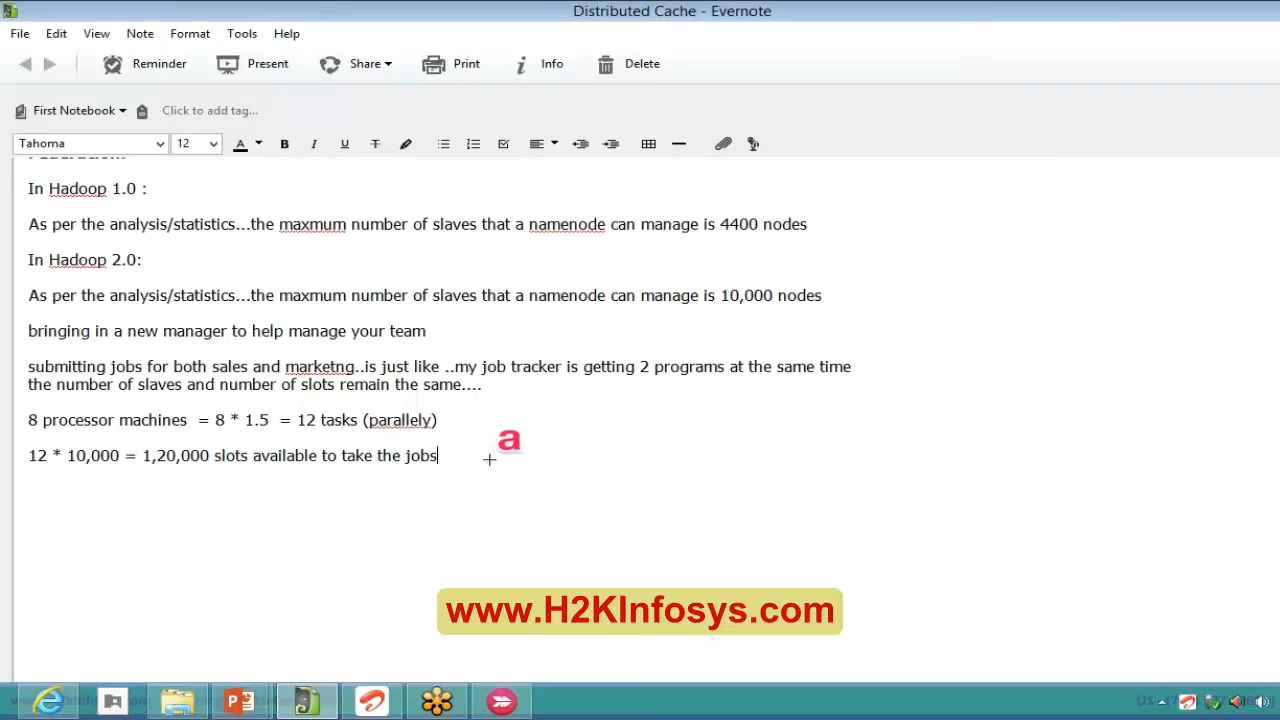 Distributed Cache - Evernote
File Edit View Note Format Tools Help
Reminder Present Share Print Info Delete
First Notebook Click to add tag...
Tahoma 12 A B I U T
In Hadoop 1.0 :
As per the analysis/statistics...the maxmum number of slaves that a namenode can manage is 4400 nodes
In Hadoop 2.0:
As per the analysis/statistics...the maxmum number of slaves that a namenode can manage is 10,000 nodes
bringing in a new manager to help manage your team
submitting jobs for both sales and marketng..is just like ..my job tracker is getting 2 programs at the same time
the number of slaves and number of slots remain the same....
8 processor machines = 8 * 1.5 = 12 tasks (parallely)
a
12 * 10,000 = 1,20,000 slots available to take the jobs
www.H2KInfosys.com